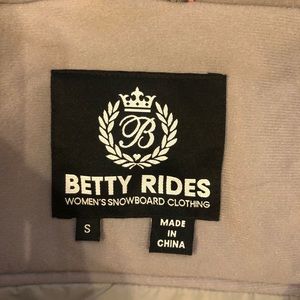 B
BETTY RIDES
WOMEN'S SNOWBOARD CLOTHING
S
MADE
IN
CHINA